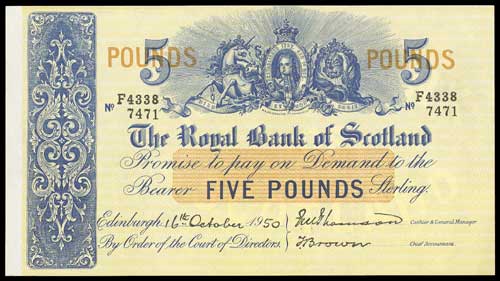 5 POUNDS POUNDS 5
Nº F4338 7471 Nº F4338 7471
The Royal Bank of Scotland
Promise to pay on Demand to the
Bearer FIVE POUNDS Sterling.
Edinburgh, 16th October 1950 Cashier & General Manager
By Order of the Court of Directors. T Brown Chief Accountant.